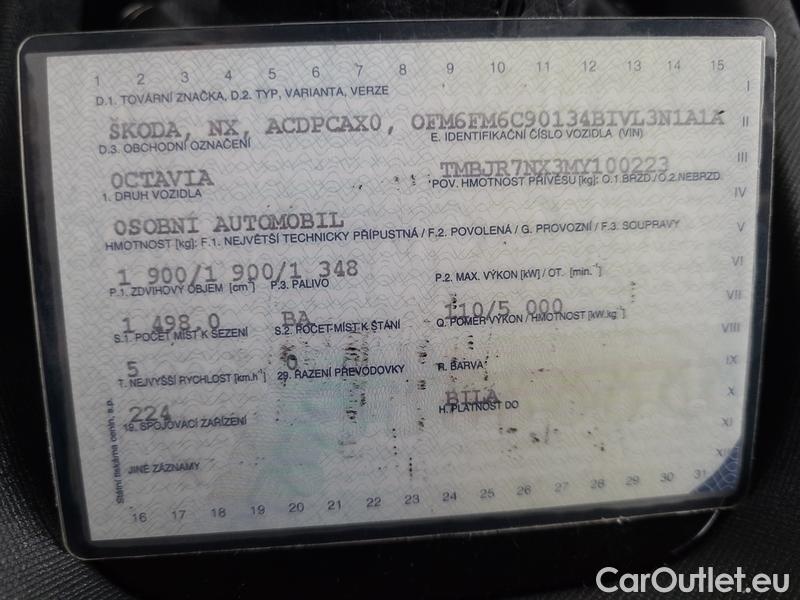 1 2 3 4 5 6 7 8 9 10 11 12 13 14 15
D.1. TOVÁRNÍ ZNAČKA, D.2. TYP, VARIANTA, VERZE I
ŠKODA, NX, ACDPCAX0, OFM6FM6C90134BIVL3N1A1A II
D.3. OBCHODNÍ OZNAČENÍ E. IDENTIFIKAČNÍ ČÍSLO VOZIDLA (VIN)
OCTAVIA TMBJR7NX3MY100223 III
1. DRUH VOZIDLA POV. HMOTNOST PŘÍVĚSU [kg]: O.1.BRZD./O.2.NEBRZD. IV
OSOBNÍ AUTOMOBIL
HMOTNOST [kg]: F.1. NEJVĚTŠÍ TECHNICKY PŘÍPUSTNÁ / F.2. POVOLENÁ / G. PROVOZNÍ / F.3. SOUPRAVY V
1 900/1 900/1 348 VI
P.1. ZDVIHOVÝ OBJEM [cm³] P.3. PALIVO P.2. MAX. VÝKON [kW] / OT. [min.⁻¹]
1 498,0 BA 110/5 000 VII
S.1. POČET MÍST K SEZENÍ S.2. POČET MÍST K STÁNÍ Q. POMĚR VÝKON / HMOTNOST [kW.kg⁻¹] VIII
5 0 IX
T. NEJVYŠŠÍ RYCHLOST [km.h⁻¹] 29. ŘAZENÍ PŘEVODOVKY R. BARVA
224 BÍLÁ X
19. SPOJOVACÍ ZAŘÍZENÍ H. PLATNOST DO
XI
JINÉ ZÁZNAMY
Státní tiskárna cenin, s.p.
16 17 18 19 20 21 22 23 24 25 26 27 28 29 30 31
CarOutlet.eu